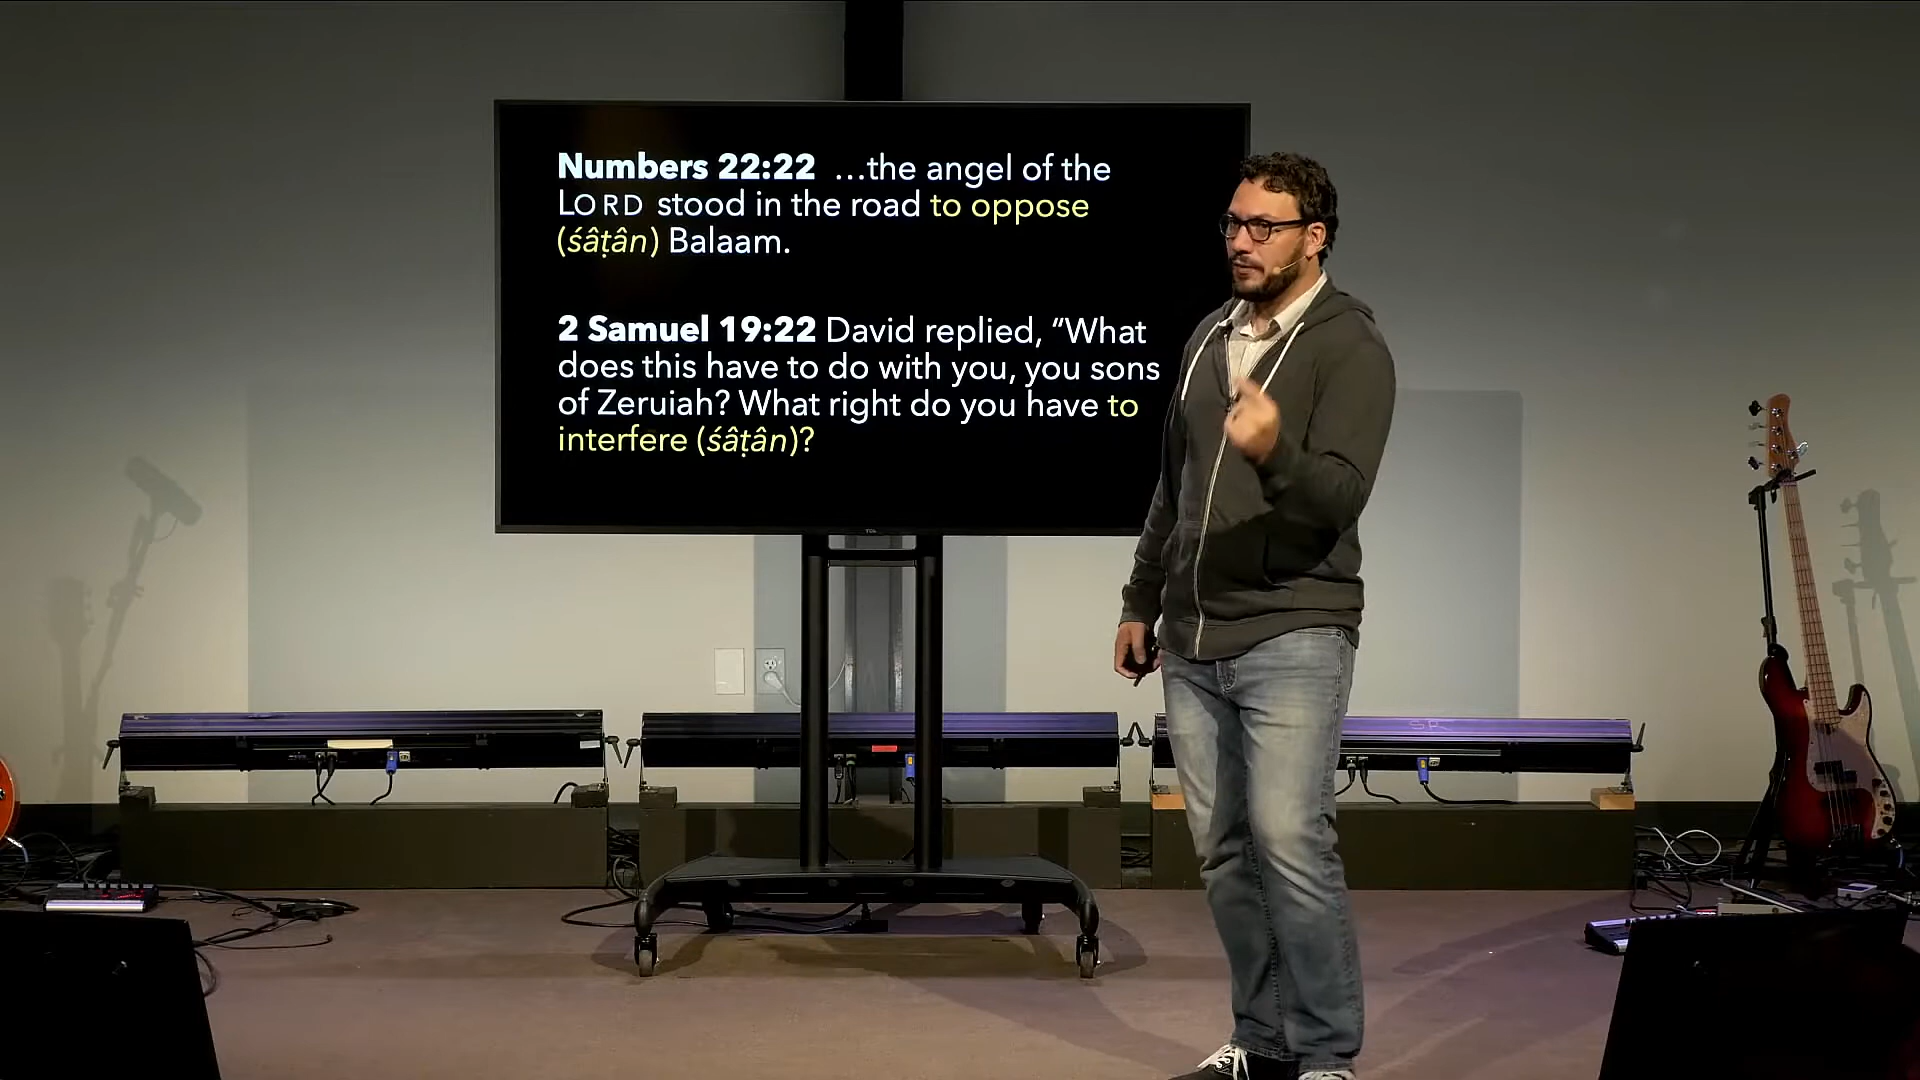 Numbers 22:22 …the angel of the
LORD stood in the road to oppose
(śâṭân) Balaam.
2 Samuel 19:22 David replied, “What
does this have to do with you, you sons
of Zeruiah? What right do you have to
interfere (śâṭân)?
TCL
SR